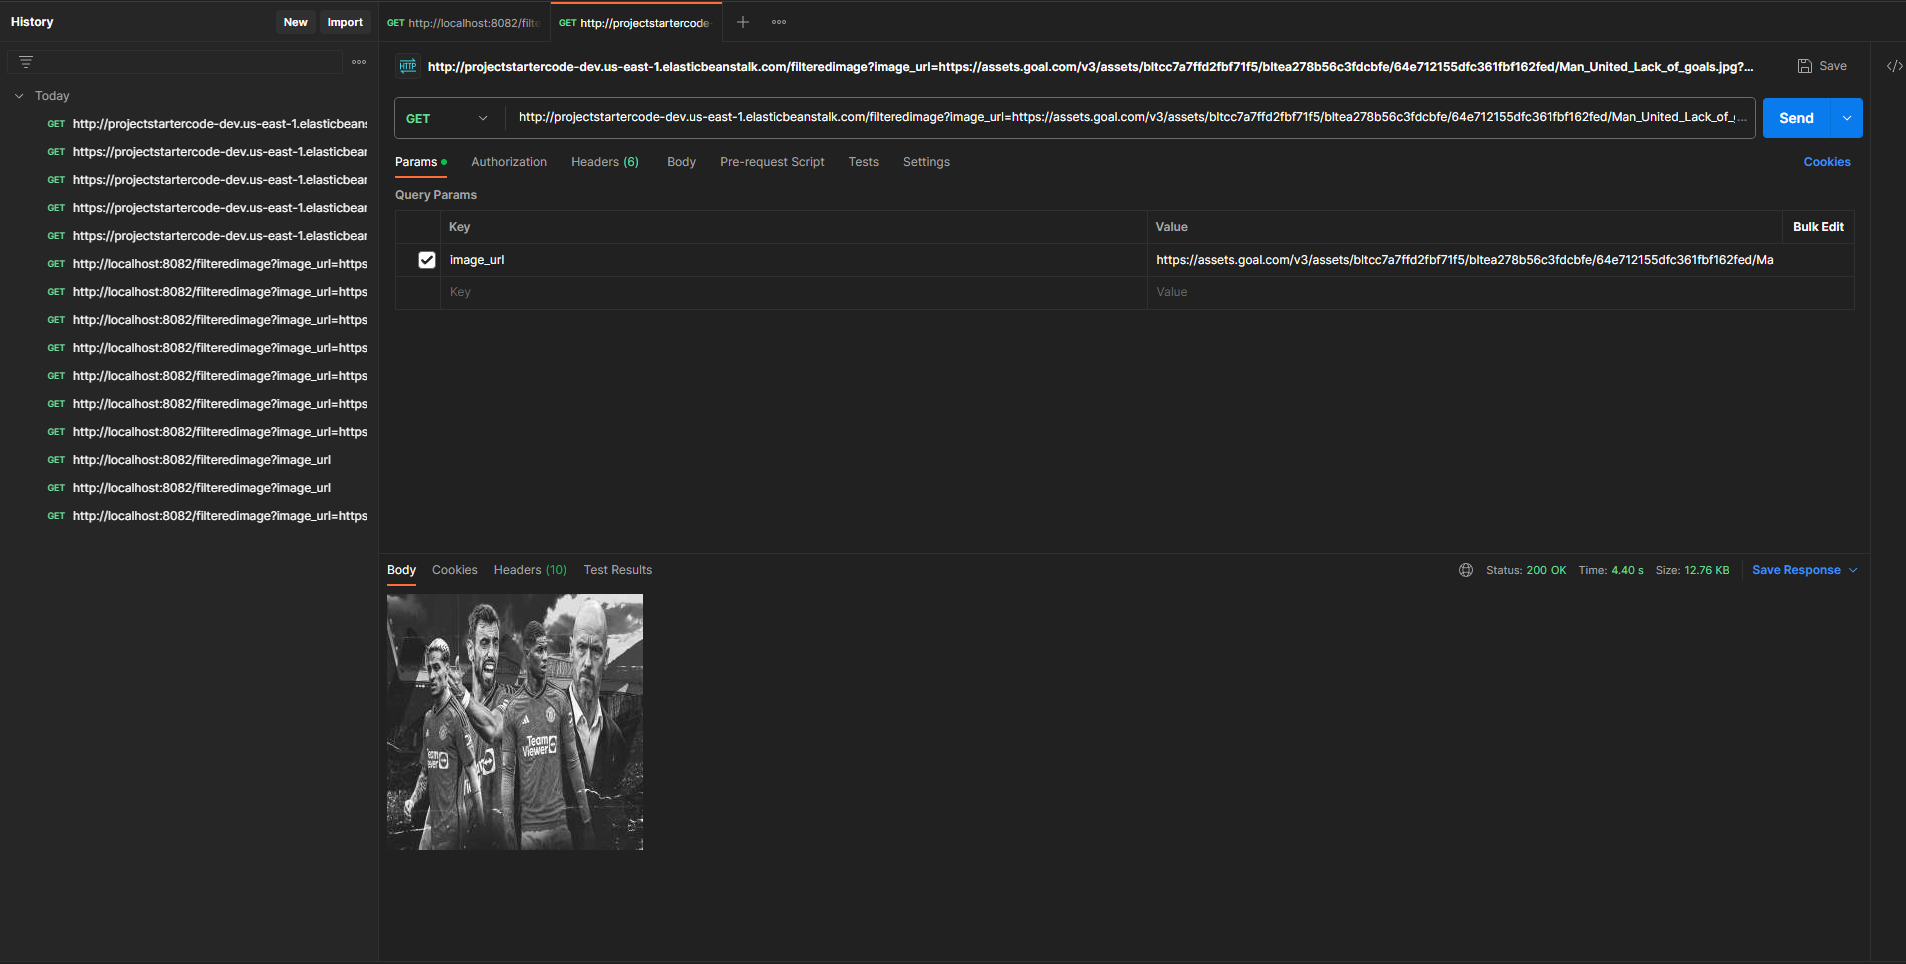 History
New
Import
GET http://localhost:8082/filte
GET http://projectstartercode-
Today
GET http://projectstartercode-dev.us-east-1.elasticbeans
GET https://projectstartercode-dev.us-east-1.elasticbear
GET https://projectstartercode-dev.us-east-1.elasticbear
GET https://projectstartercode-dev.us-east-1.elasticbear
GET https://projectstartercode-dev.us-east-1.elasticbear
GET http://localhost:8082/filteredimage?image_url=https
GET http://localhost:8082/filteredimage?image_url=https
GET http://localhost:8082/filteredimage?image_url=https
GET http://localhost:8082/filteredimage?image_url=https
GET http://localhost:8082/filteredimage?image_url=https
GET http://localhost:8082/filteredimage?image_url=https
GET http://localhost:8082/filteredimage?image_url=https
GET http://localhost:8082/filteredimage?image_url
GET http://localhost:8082/filteredimage?image_url
GET http://localhost:8082/filteredimage?image_url=https
HTTP http://projectstartercode-dev.us-east-1.elasticbeanstalk.com/filteredimage?image_url=https://assets.goal.com/v3/assets/bltcc7a7ffd2fbf71f5/bltea278b56c3fdcbfe/64e712155dfc361fbf162fed/Man_United_Lack_of_goals.jpg?...
Save
GET http://projectstartercode-dev.us-east-1.elasticbeanstalk.com/filteredimage?image_url=https://assets.goal.com/v3/assets/bltcc7a7ffd2fbf71f5/bltea278b56c3fdcbfe/64e712155dfc361fbf162fed/Man_United_Lack_of_...
Send
Params Authorization Headers (6) Body Pre-request Script Tests Settings Cookies
Query Params
Key Value Bulk Edit
image_url https://assets.goal.com/v3/assets/bltcc7a7ffd2fbf71f5/bltea278b56c3fdcbfe/64e712155dfc361fbf162fed/Ma
Key Value
Body Cookies Headers (10) Test Results Status: 200 OK Time: 4.40 s Size: 12.76 KB Save Response
Team
Viewer